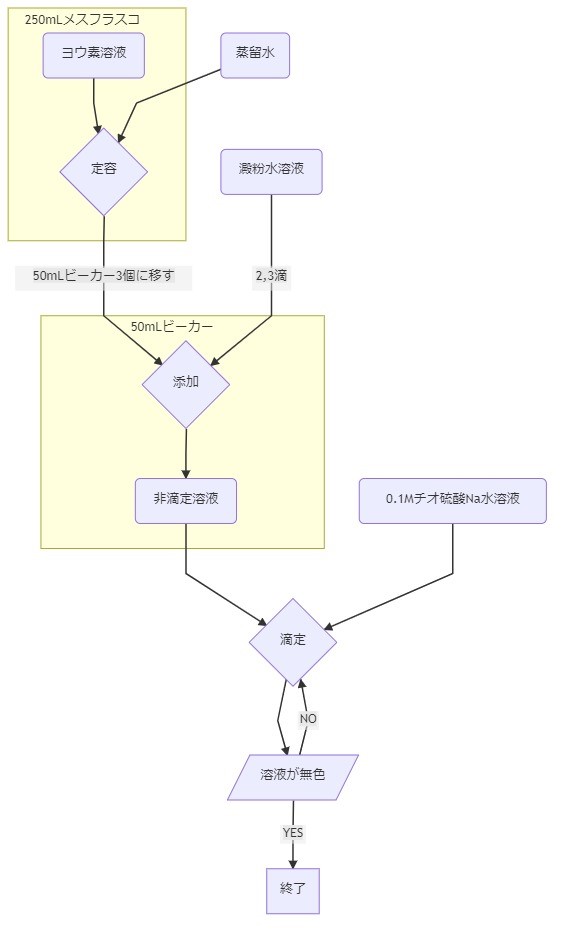 250mLメスフラスコ
ヨウ素溶液
蒸留水
定容
澱粉水溶液
50mLビーカー3個に移す
2,3滴
50mLビーカー
添加
非滴定溶液
0.1Mチオ硫酸Na水溶液
滴定
NO
溶液が無色
YES
終了